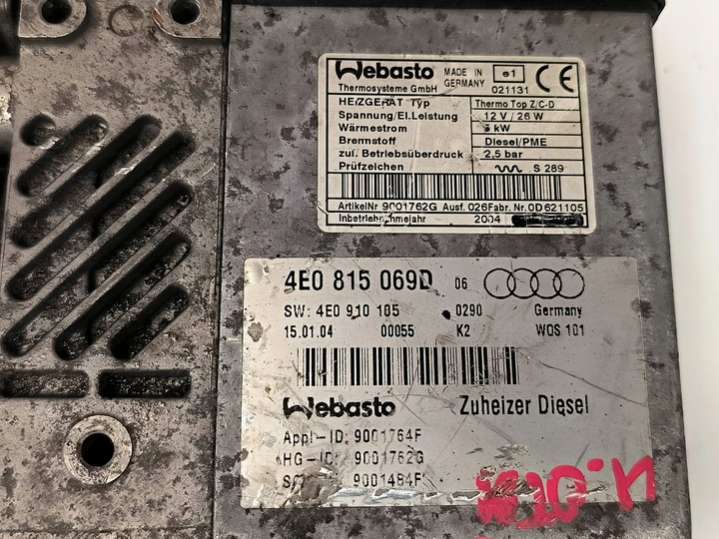 Webasto MADE IN GERMANY e1 CE
Thermosysteme GmbH 021131
HEIZGERÄT Typ Thermo Top Z/C-D
Spannung/El.Leistung 12 V / 26 W
Wärmestrom 5 kW
Bremstoff Diesel/PME
zul. Betriebsüberdruck 2,5 bar
Prüfzeichen S 289
ArtikelNr 9001762G Ausf. 026 Fabr. Nr. 0D621105
Inbetriebnahmejahr 2004
4E0 815 069D 06
SW: 4E0 910 105 0290 Germany
15.01.04 00055 K2 WOS 101
Webasto Zuheizer Diesel
Appl-ID: 9001764F
HG-ID: 9001762G
9001484F